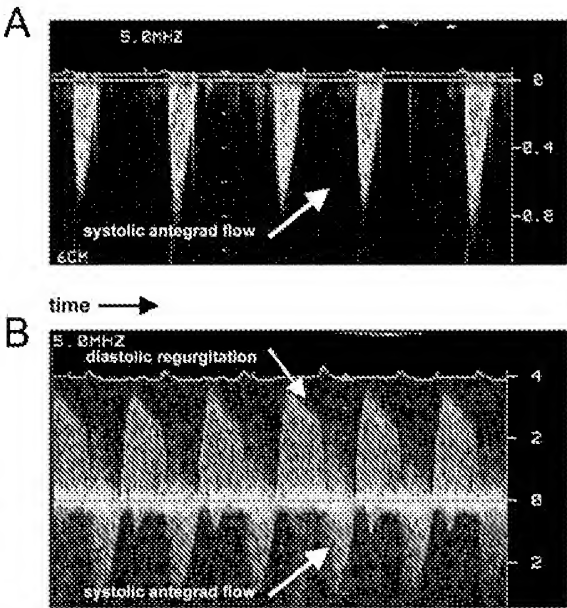 A
5.0MHZ
0
-0.4
systolic antegrad flow
-0.8
6CM
time
B
5.0MHZ
diastolic regurgitation
4
2
0
2
systolic antegrad flow